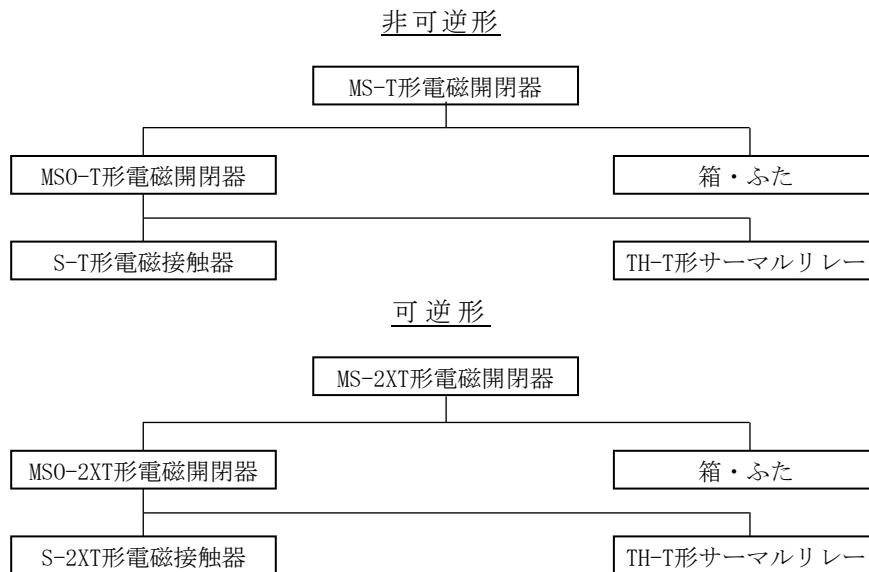 非可逆形
MS-T形電磁開閉器
MSO-T形電磁開閉器
箱・ふた
S-T形電磁接触器
TH-T形サーマルリレー
可逆形
MS-2XT形電磁開閉器
MSO-2XT形電磁開閉器
箱・ふた
S-2XT形電磁接触器
TH-T形サーマルリレー